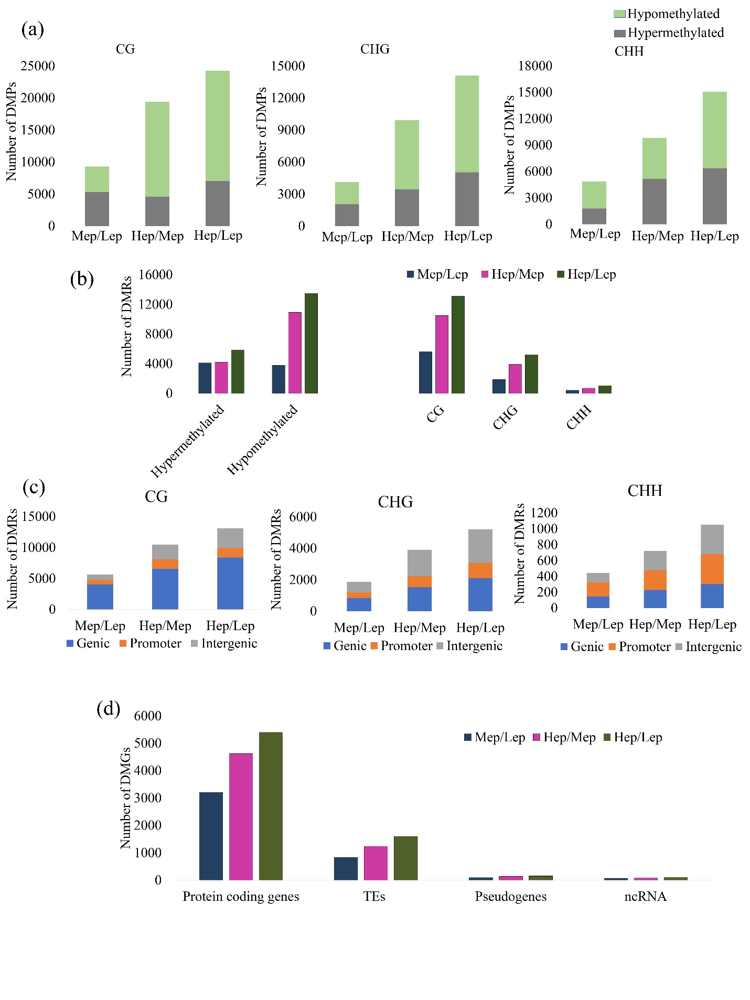 (a)
Hypomethylated
Hypermethylated
CG
CHG
CHH
Number of DMPs
25000
20000
15000
10000
5000
0
Mep/Lep Hep/Mep Hep/Lep
Number of DMPs
15000
12000
9000
6000
3000
0
Mep/Lep Hep/Mep Hep/Lep
Number of DMPs
18000
15000
12000
9000
6000
3000
0
Mep/Lep Hep/Mep Hep/Lep
(b)
Number of DMRs
16000
12000
8000
4000
0
Hypermethylated
Hypomethylated
Mep/Lep Hep/Mep Hep/Lep
CG
CHG
CHH
(c)
CG
Number of DMRs
15000
10000
5000
0
Mep/Lep Hep/Mep Hep/Lep
Genic Promoter Intergenic
CHG
Number of DMRs
6000
4000
2000
0
Mep/Lep Hep/Mep Hep/Lep
Genic Promoter Intergenic
CHH
Number of DMRs
1200
1000
800
600
400
200
0
Mep/Lep Hep/Mep Hep/Lep
Genic Promoter Intergenic
(d)
Number of DMGs
6000
5000
4000
3000
2000
1000
0
Mep/Lep Hep/Mep Hep/Lep
Protein coding genes TEs Pseudogenes ncRNA